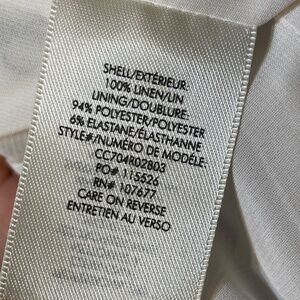 SHELL/EXTÉRIEUR:
100% LINEN/LIN
LINING/DOUBLURE:
94% POLYESTER/POLYESTER
6% ELASTANE/ÉLASTHANNE
STYLE#/NUMÉRO DE MODÈLE:
CC704R02803
PO# 115526
RN# 107677
CARE ON REVERSE
ENTRETIEN AU VERSO